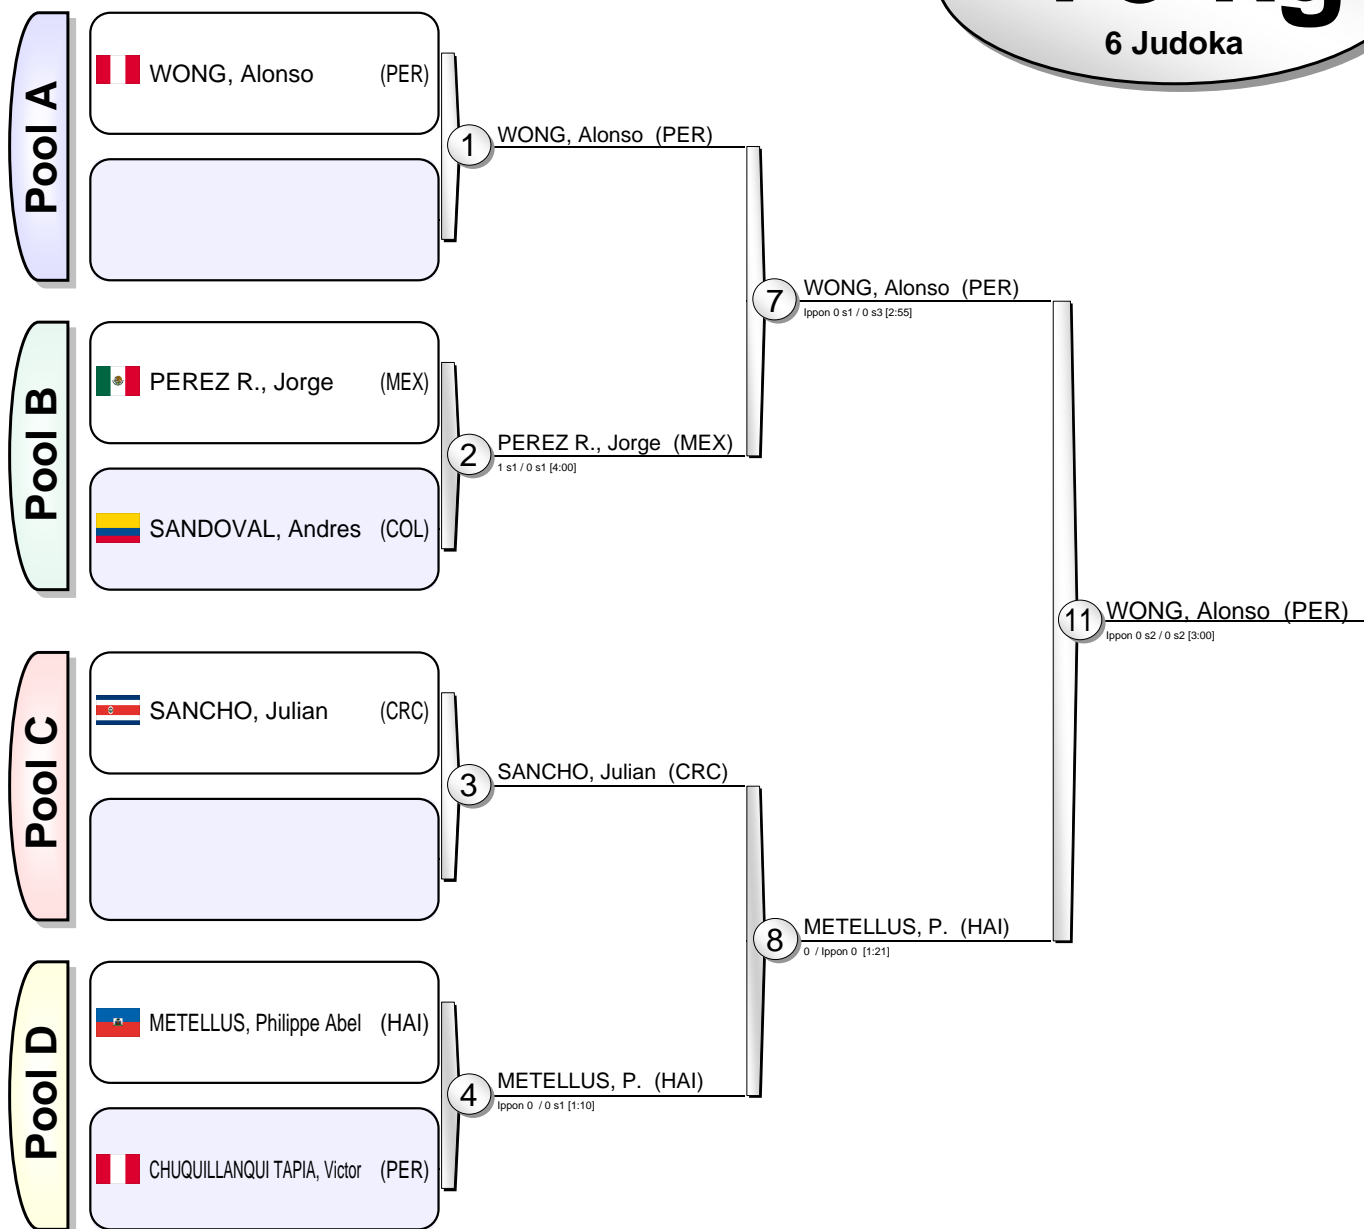 6 Judoka
Pool A
WONG, Alonso (PER)
1
WONG, Alonso (PER)
7
WONG, Alonso (PER)
Ippon 0 s1 / 0 s3 [2:55]
Pool B
PEREZ R., Jorge (MEX)
2
PEREZ R., Jorge (MEX)
1 s1 / 0 s1 [4:00]
SANDOVAL, Andres (COL)
11
WONG, Alonso (PER)
Ippon 0 s2 / 0 s2 [3:00]
Pool C
SANCHO, Julian (CRC)
3
SANCHO, Julian (CRC)
8
METELLUS, P. (HAI)
0 / Ippon 0 [1:21]
Pool D
METELLUS, Philippe Abel (HAI)
4
METELLUS, P. (HAI)
Ippon 0 / 0 s1 [1:10]
CHUQUILLANQUI TAPIA, Victor (PER)